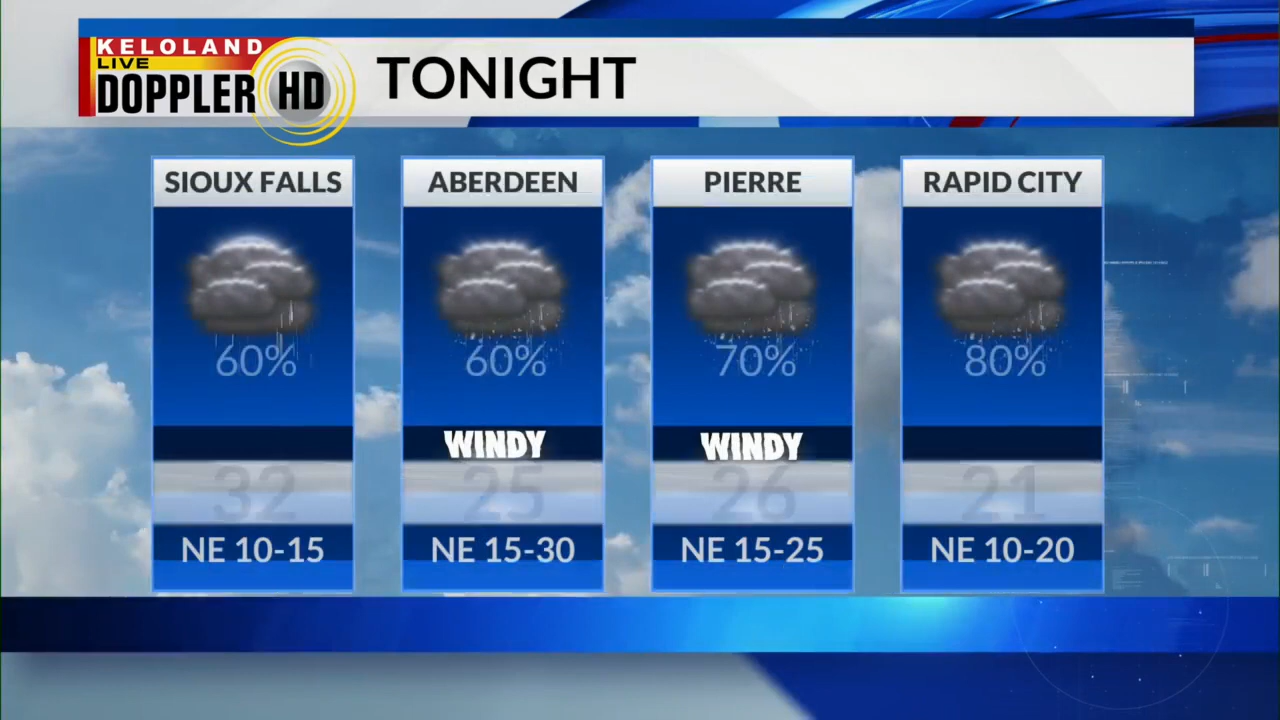 KELOLAND
LIVE
DOPPLER HD
TONIGHT
SIOUX FALLS
60%
32
NE 10-15
ABERDEEN
60%
WINDY
25
NE 15-30
PIERRE
70%
WINDY
26
NE 15-25
RAPID CITY
80%
21
NE 10-20